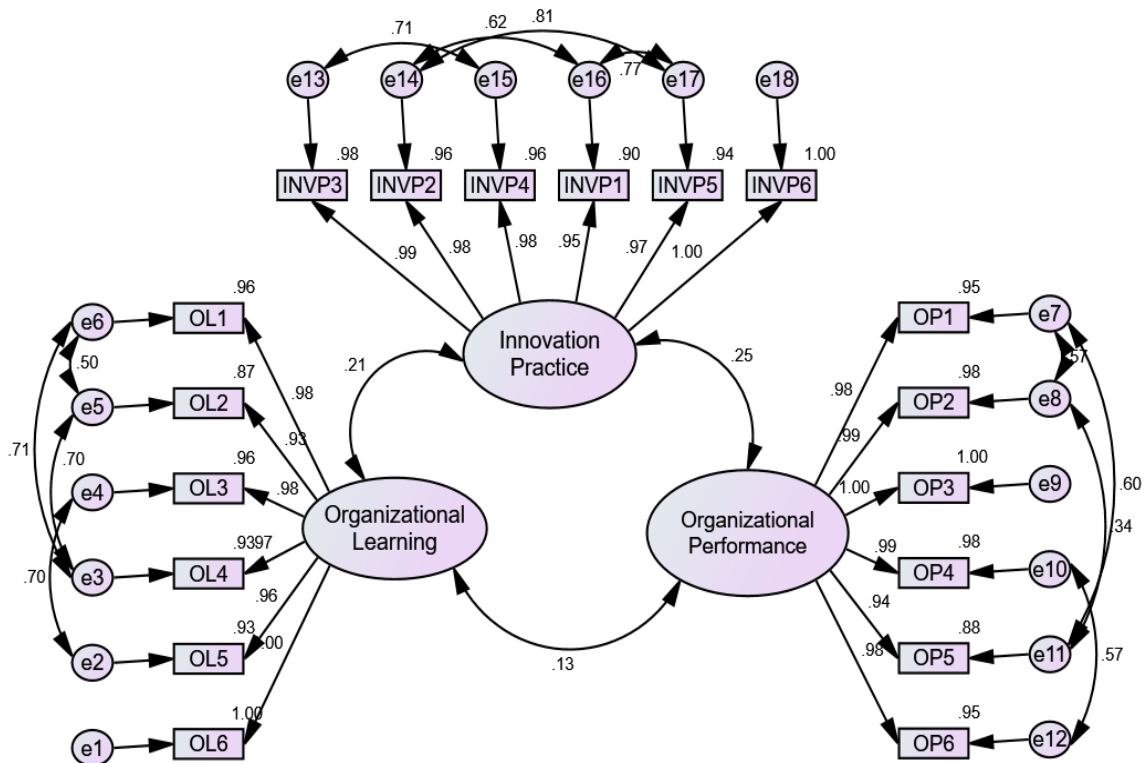 .71
.62
.81
.77
e13
e14
e15
e16
e17
e18
.98
.96
.96
.90
.94
1.00
INVP3
INVP2
INVP4
INVP1
INVP5
INVP6
.99
.98
.98
.95
.97
1.00
Innovation
Practice
.21
.25
.96
e6
OL1
.50
.87
.98
e5
OL2
.93
.71
.70
.96
e4
OL3
.98
.9397
e3
OL4
.70
.96
.93
.00
e2
OL5
1.00
e1
OL6
Organizational
Learning
.13
Organizational
Performance
.95
OP1
e7
.57
.98
.98
OP2
e8
.99
1.00
1.00
OP3
e9
.60
.34
.99
.98
OP4
e10
.94
.88
OP5
e11
.57
.98
.95
OP6
e12